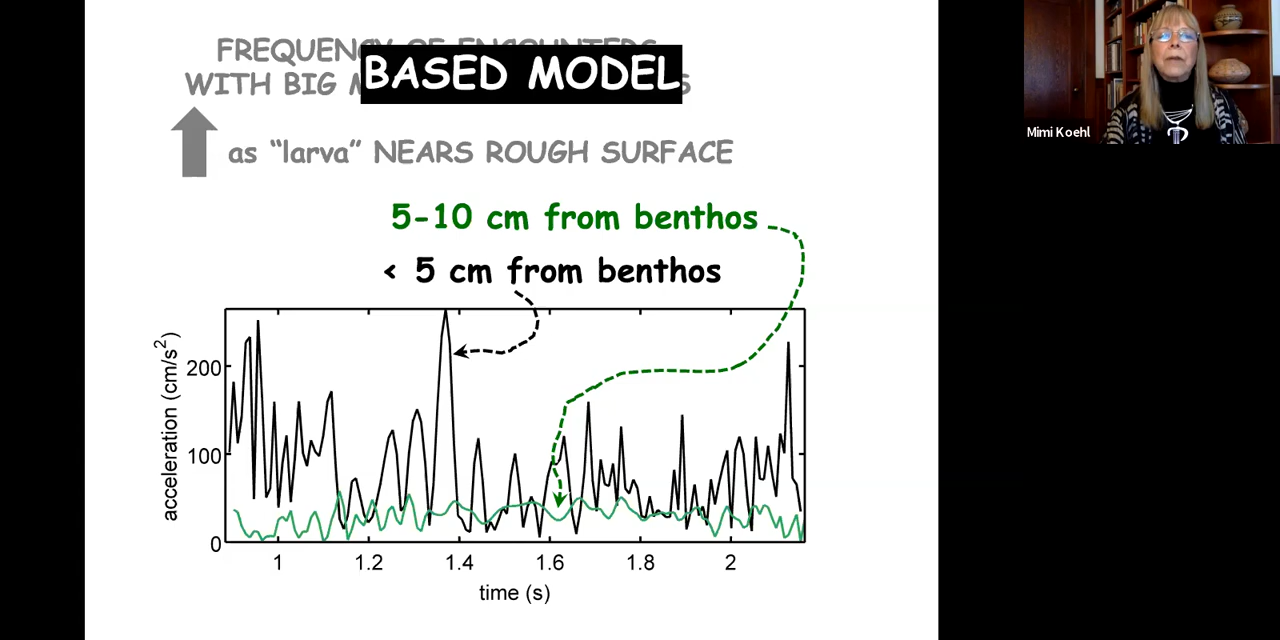 FREQUENCY OF ENCOUNTERS
BASED MODEL
WITH BIG
as “larva” NEARS ROUGH SURFACE
5-10 cm from benthos
< 5 cm from benthos
acceleration (cm/s²)
200
100
0
1
1.2
1.4
1.6
1.8
2
time (s)
Mimi Koehl